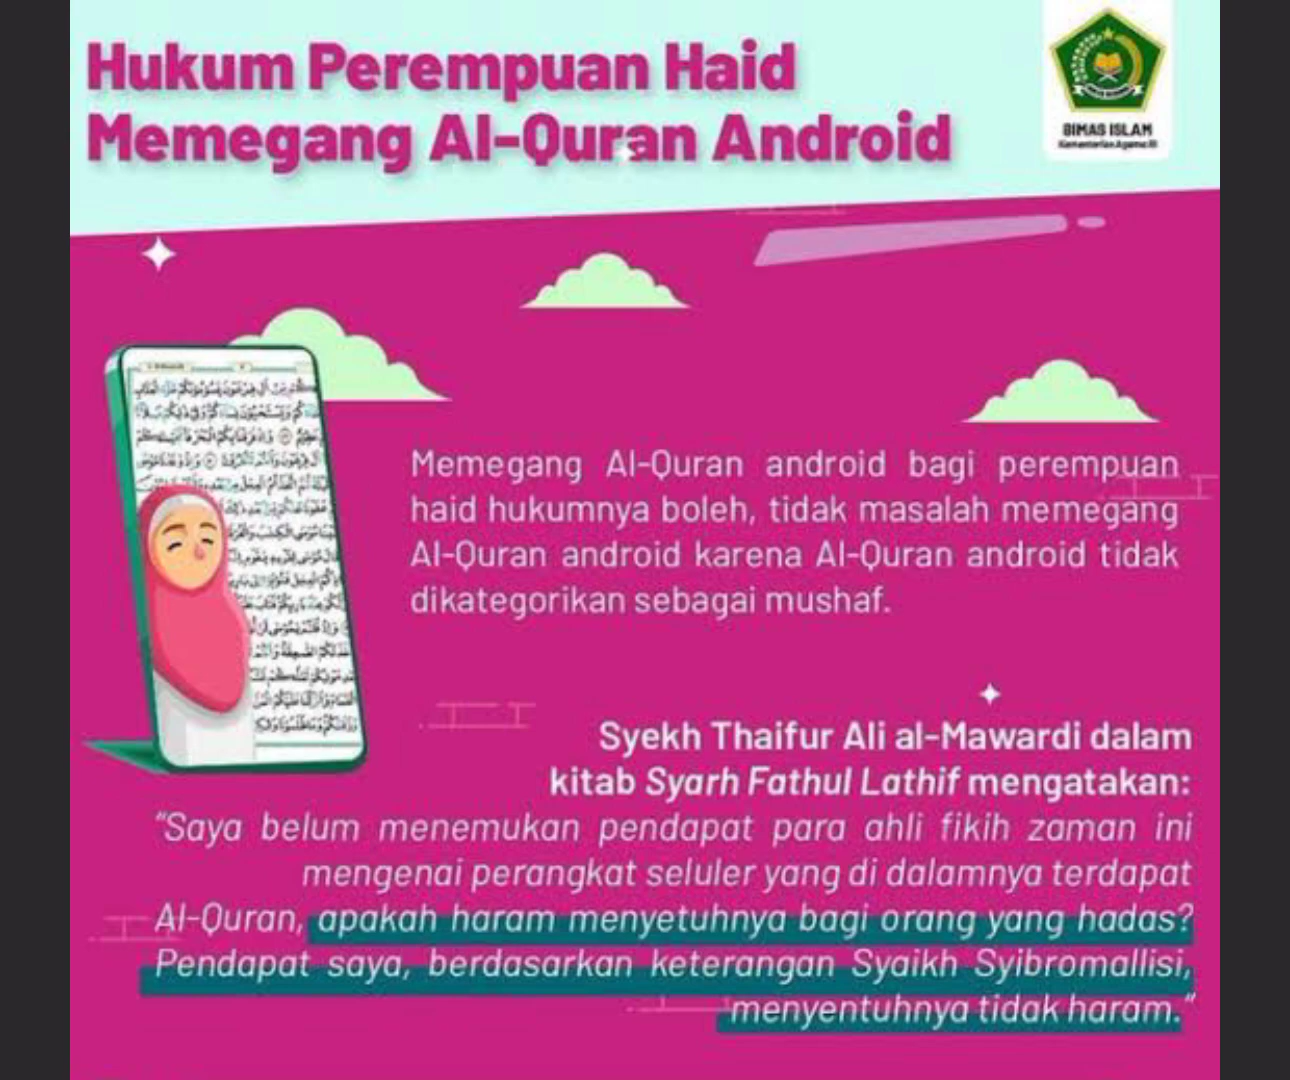 Hukum Perempuan Haid
Memegang Al-Quran Android
BIMAS ISLAM
Kementerian Agama RI
Memegang Al-Quran android bagi perempuan
haid hukumnya boleh, tidak masalah memegang
Al-Quran android karena Al-Quran android tidak
dikategorikan sebagai mushaf.
Syekh Thaifur Ali al-Mawardi dalam
kitab Syarh Fathul Lathif mengatakan:
"Saya belum menemukan pendapat para ahli fikih zaman ini
mengenai perangkat seluler yang di dalamnya terdapat
Al-Quran, apakah haram menyetuhnya bagi orang yang hadas?
Pendapat saya, berdasarkan keterangan Syaikh Syibromallisi,
menyentuhnya tidak haram."